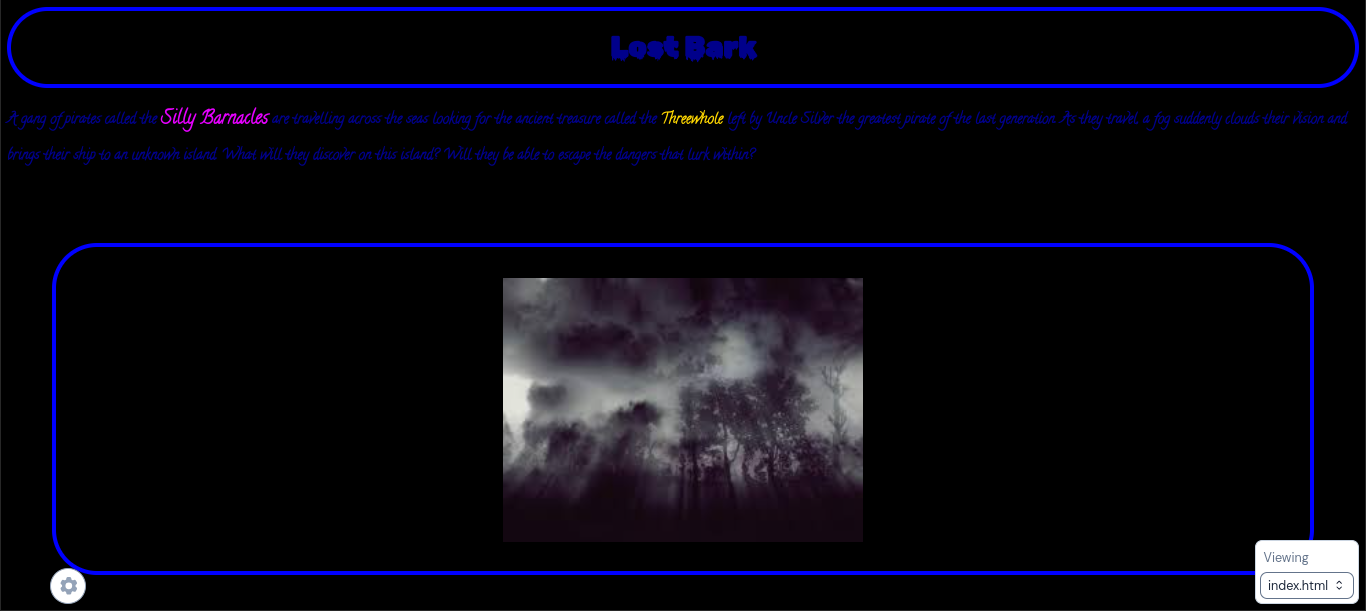 Lost Bark
A gang of pirates called the Silly Barnacles are travelling across the seas looking for the ancient treasure called the Threewhole left by Uncle Silver the greatest pirate of the last generation. As they travel, a fog suddenly clouds their vision and
brings their ship to an unknown island. What will they discover on this island? Will they be able to escape the dangers that lurk within?
Viewing
index.html